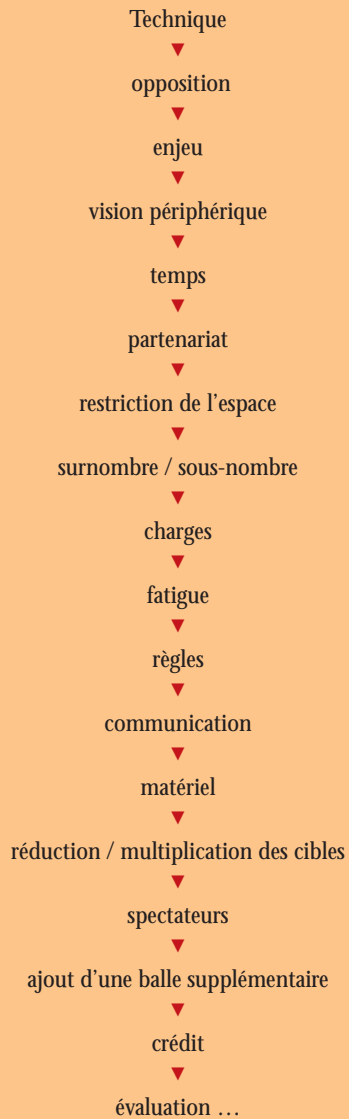 Technique
opposition
enjeu
vision périphérique
temps
partenariat
restriction de l’espace
surnombre / sous-nombre
charges
fatigue
règles
communication
matériel
réduction / multiplication des cibles
spectateurs
ajout d’une balle supplémentaire
crédit
évaluation …